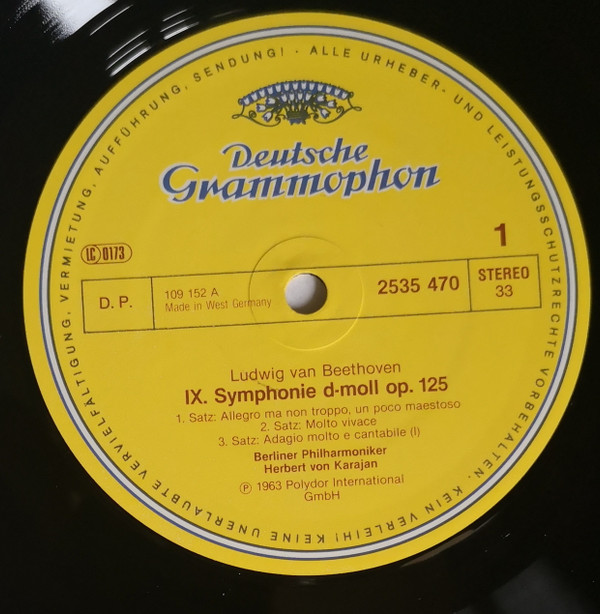 KEINE UNERLAUBTE VERVIELFÄLTIGUNG, VERMIETUNG, AUFFÜHRUNG, SENDUNG! · ALLE URHEBER- UND LEISTUNGSSCHUTZRECHTE VORBEHALTEN. KEIN VERLEIH!
Deutsche
Grammophon
LC 0173
1
D. P.
109 152 A
Made in West Germany
2535 470
STEREO
33
Ludwig van Beethoven
IX. Symphonie d-moll op. 125
1. Satz: Allegro ma non troppo, un poco maestoso
2. Satz: Molto vivace
3. Satz: Adagio molto e cantabile (I)
Berliner Philharmoniker
Herbert von Karajan
Ⓟ 1963 Polydor International
GmbH